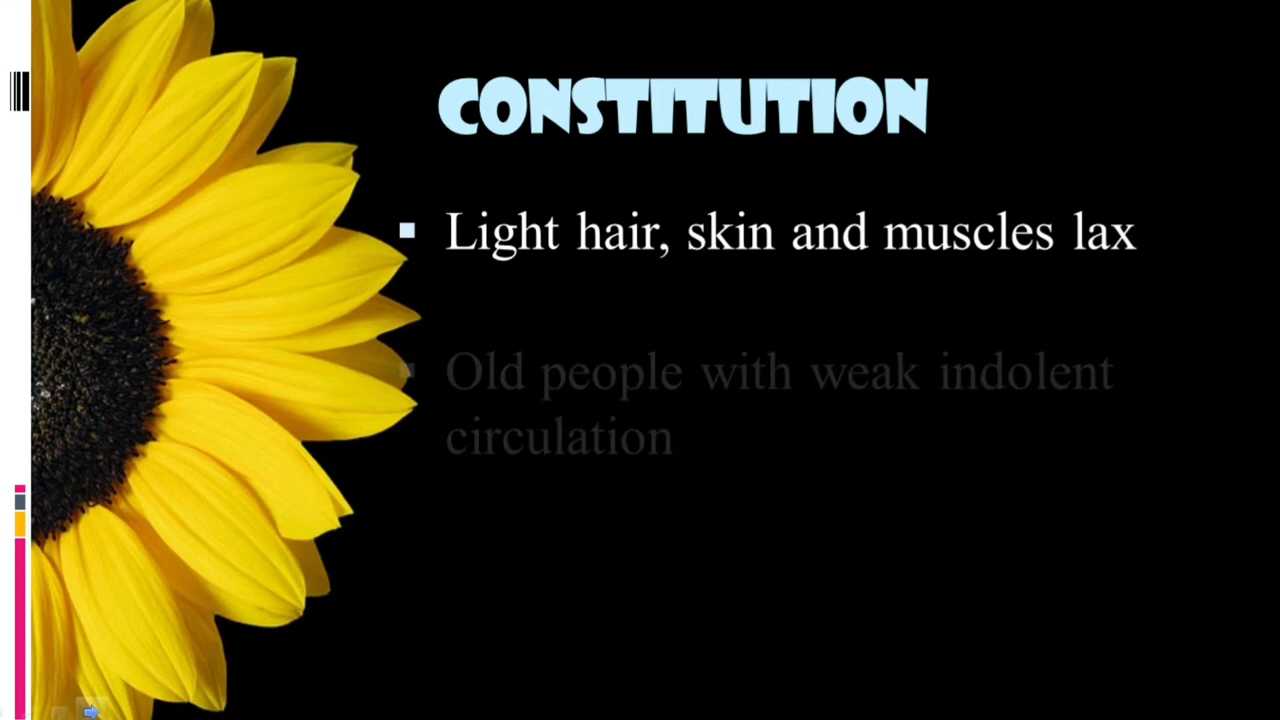 CONSTITUTION
Light hair, skin and muscles lax
Old people with weak indolent
circulation